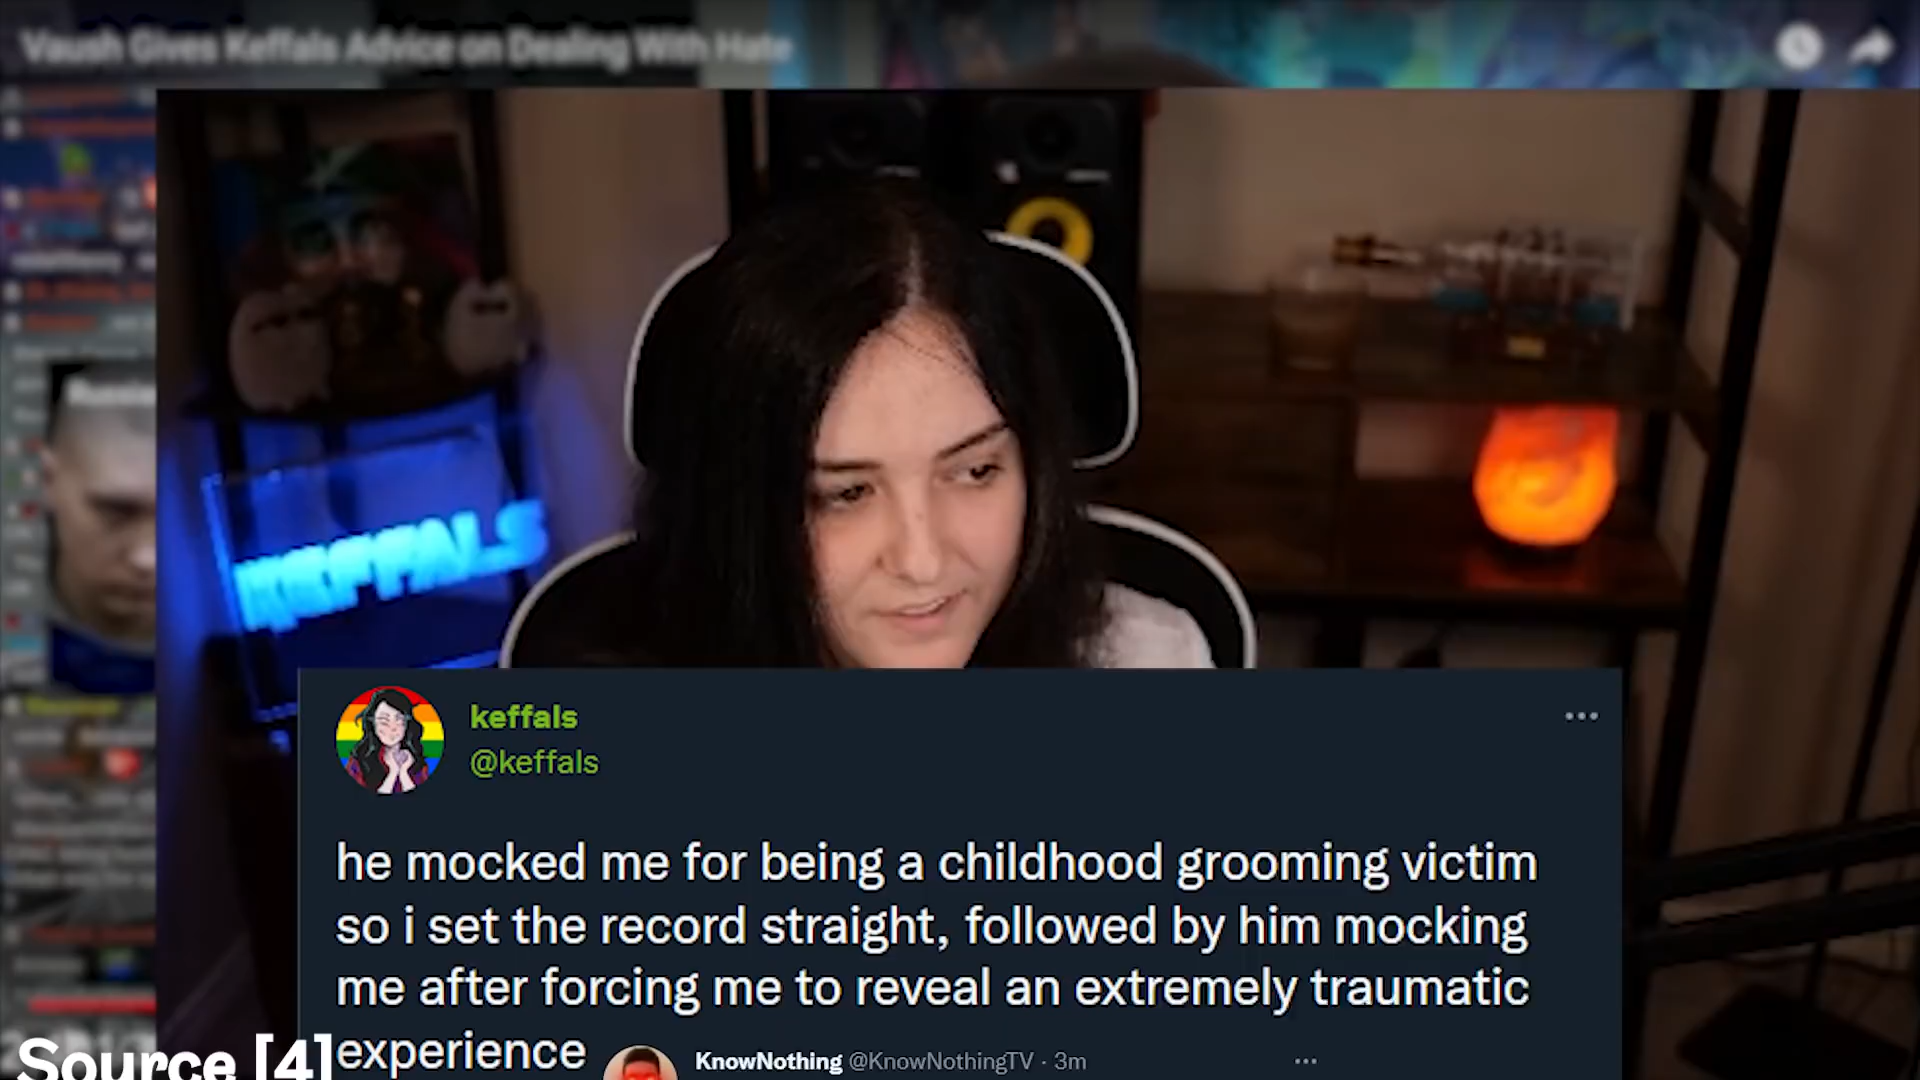 Vaush Gives Keffals Advice on Dealing With Hate
KEFFALS
keffals
@keffals
he mocked me for being a childhood grooming victim
so i set the record straight, followed by him mocking
me after forcing me to reveal an extremely traumatic
experience
KnowNothing @KnowNothingTV · 3m
Source [4]